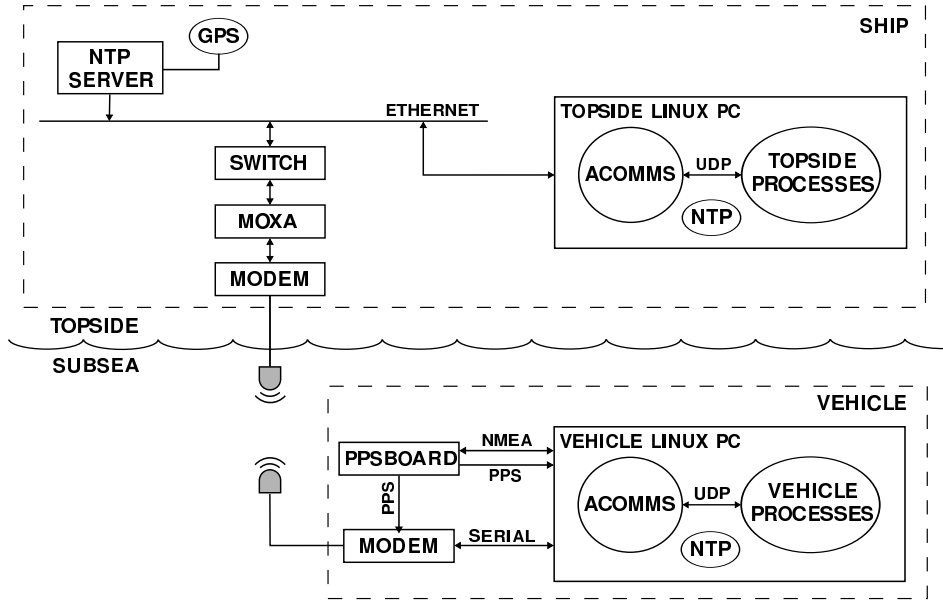 SHIP
GPS
NTP
SERVER
ETHERNET
TOPSIDE LINUX PC
ACOMMS
UDP
TOPSIDE
PROCESSES
NTP
SWITCH
MOXA
MODEM
TOPSIDE
SUBSEA
VEHICLE
PPSBOARD
NMEA
PPS
PPS
MODEM
SERIAL
VEHICLE LINUX PC
ACOMMS
UDP
VEHICLE
PROCESSES
NTP